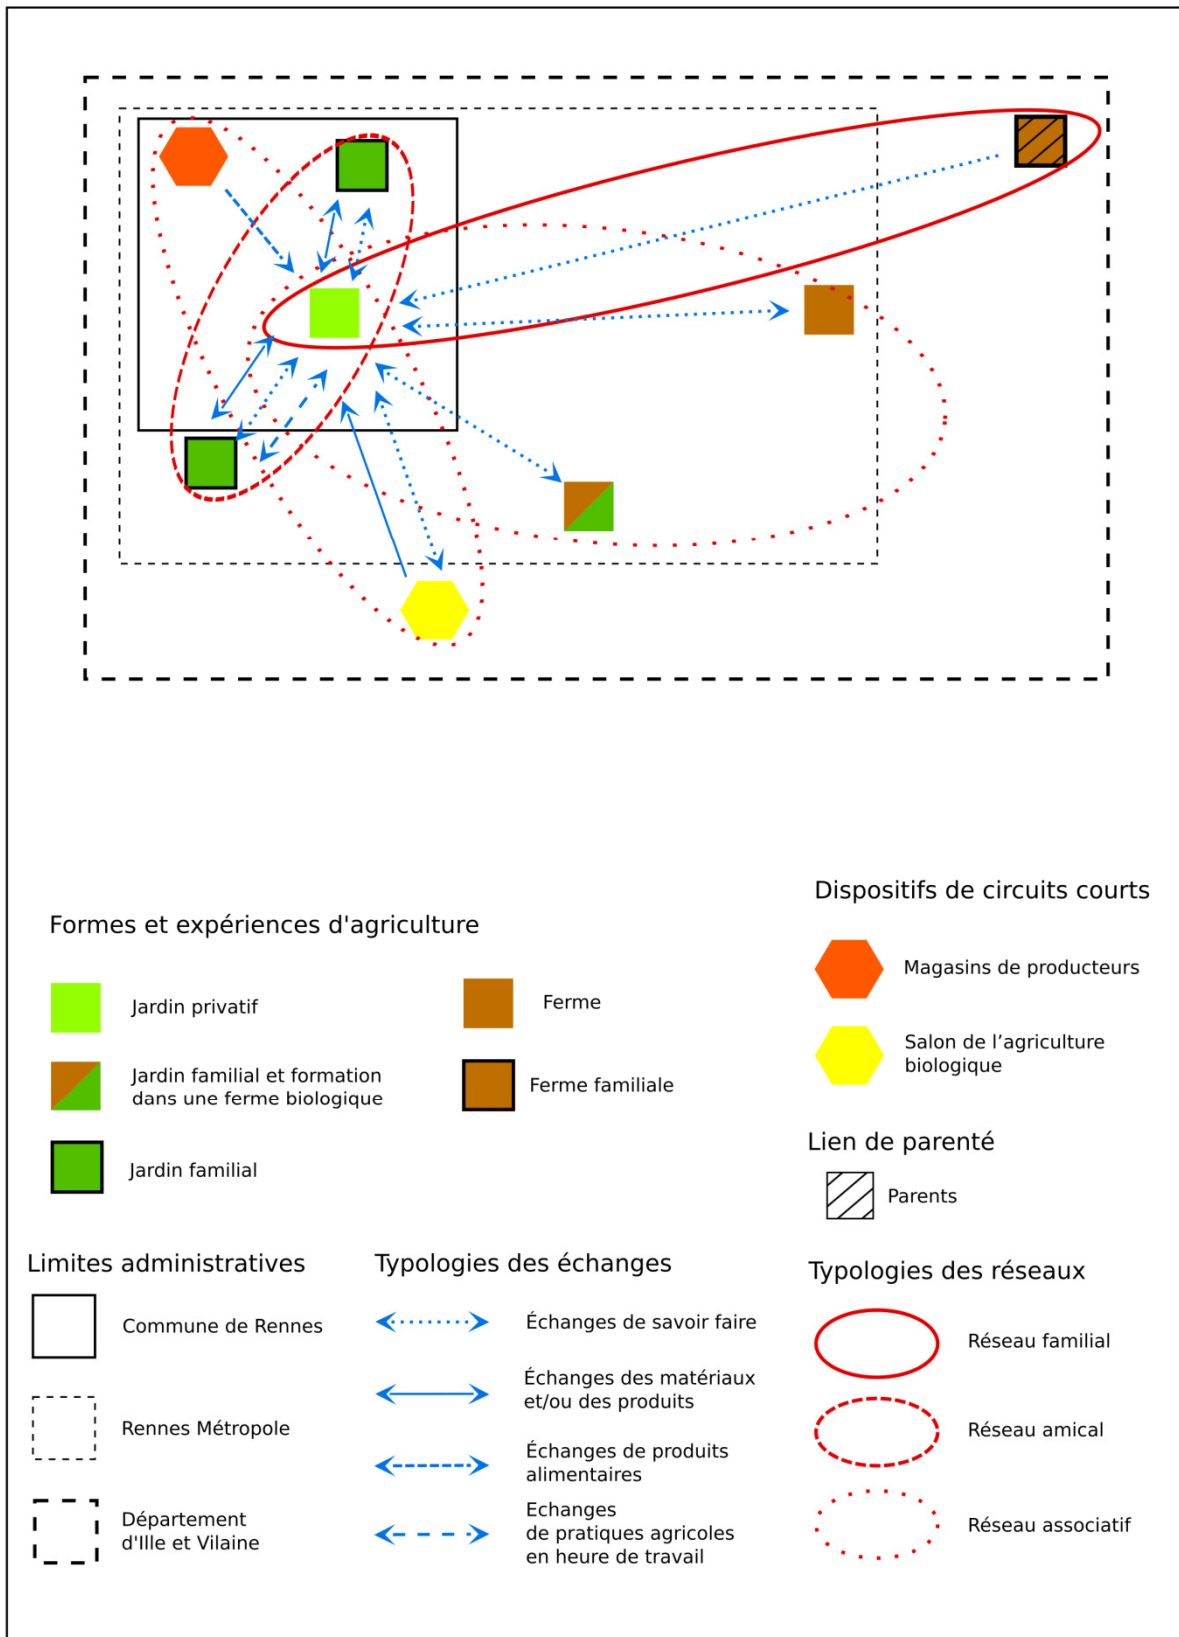 Formes et expériences d'agriculture
Jardin privatif
Jardin familial et formation
dans une ferme biologique
Jardin familial
Ferme
Ferme familiale
Dispositifs de circuits courts
Magasins de producteurs
Salon de l’agriculture
biologique
Lien de parenté
Parents
Limites administratives
Commune de Rennes
Rennes Métropole
Département
d'Ille et Vilaine
Typologies des échanges
Échanges de savoir faire
Échanges des matériaux
et/ou des produits
Échanges de produits
alimentaires
Echanges
de pratiques agricoles
en heure de travail
Typologies des réseaux
Réseau familial
Réseau amical
Réseau associatif